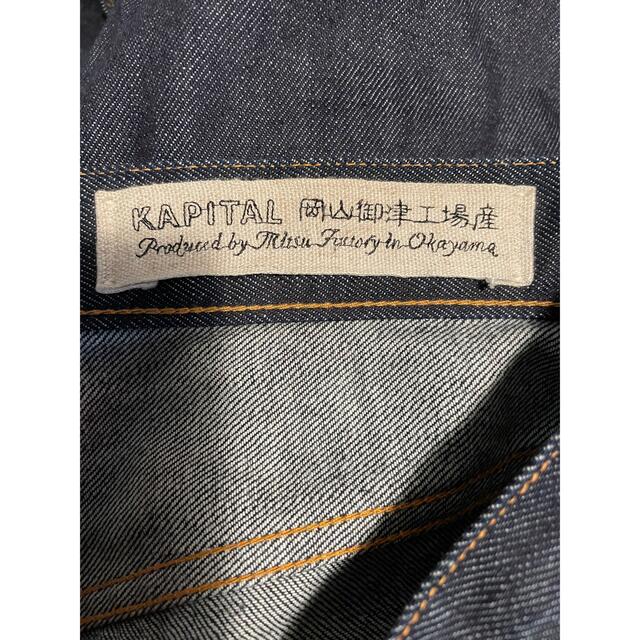 KAPITAL 岡山御津工場産
Produced by Mitsu Factory in Okayama